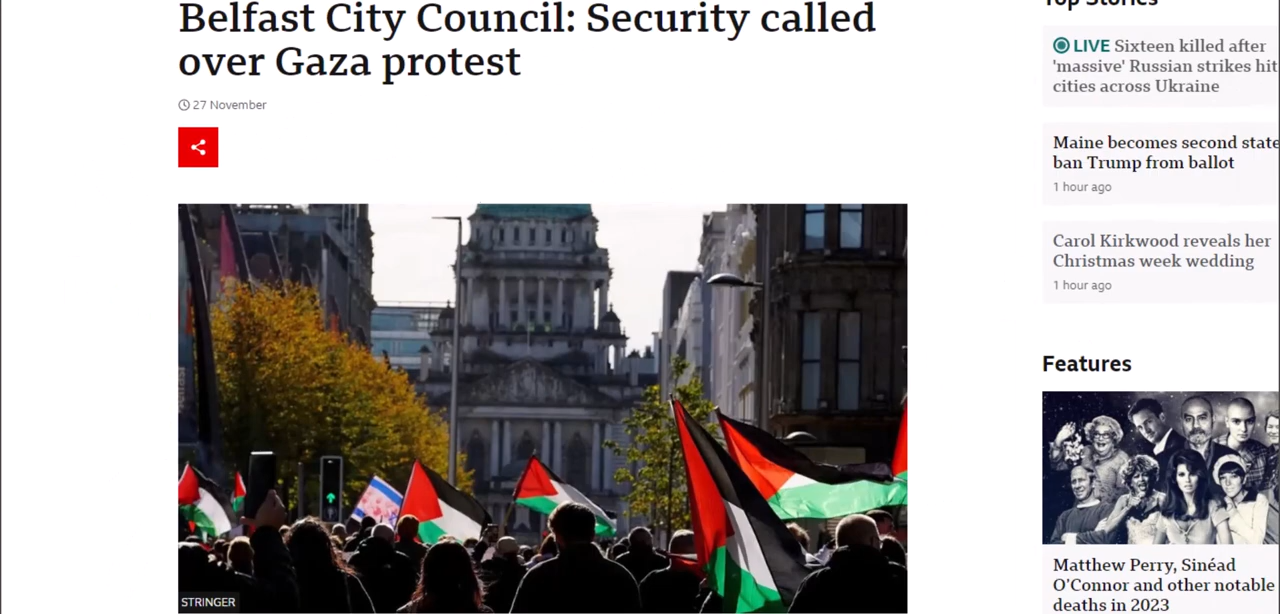 Belfast City Council: Security called
over Gaza protest
27 November
STRINGER
Top Stories
LIVE Sixteen killed after
'massive' Russian strikes hit
cities across Ukraine
Maine becomes second state
ban Trump from ballot
1 hour ago
Carol Kirkwood reveals her
Christmas week wedding
1 hour ago
Features
Matthew Perry, Sinéad
O'Connor and other notable
deaths in 2023